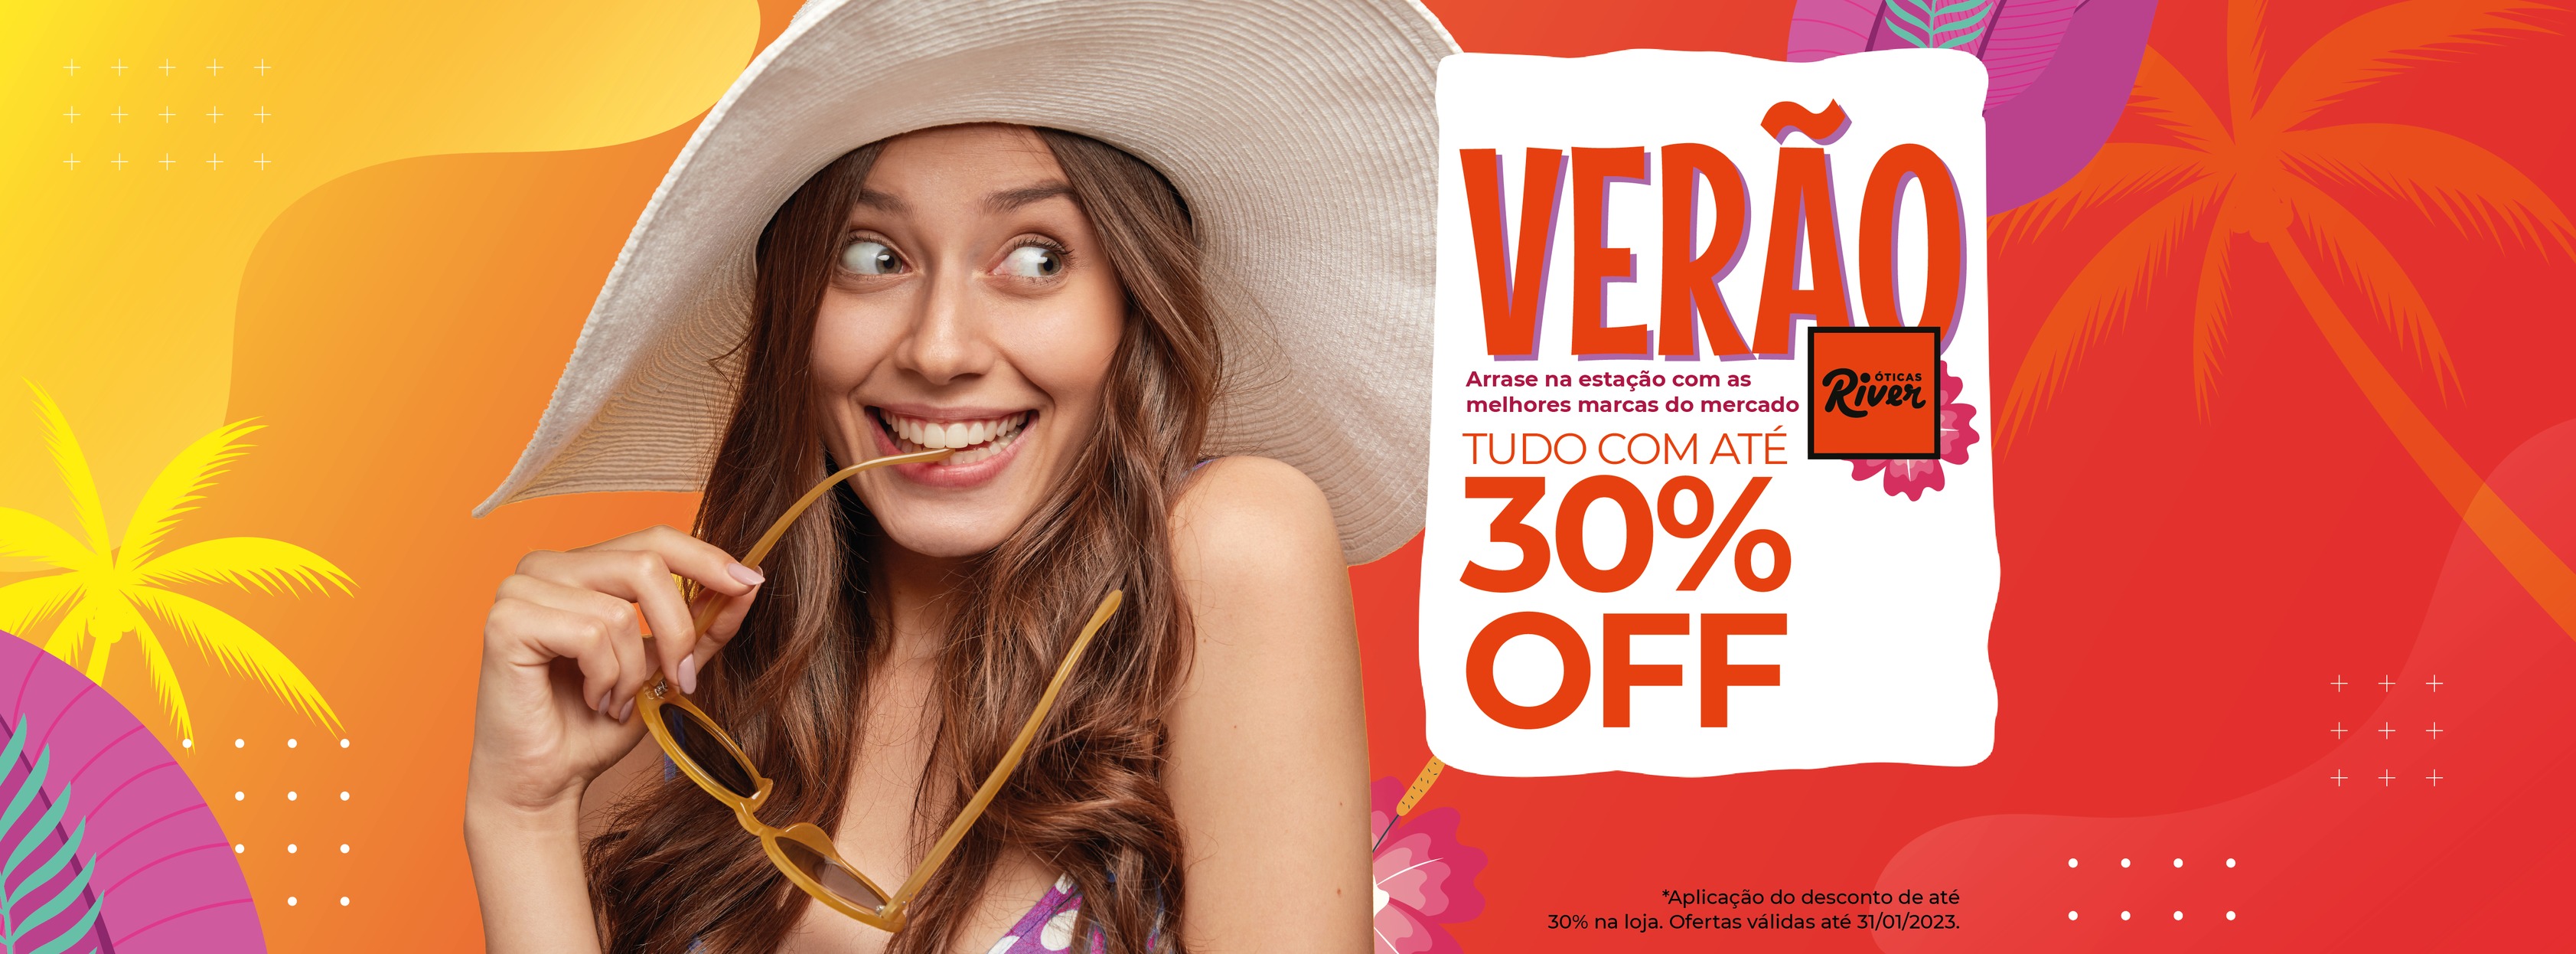 VERÃO
Arrase na estação com as
melhores marcas do mercado
ÓTICAS
River
TUDO COM ATÉ
30%
OFF
*Aplicação do desconto de até
30% na loja. Ofertas válidas até 31/01/2023.